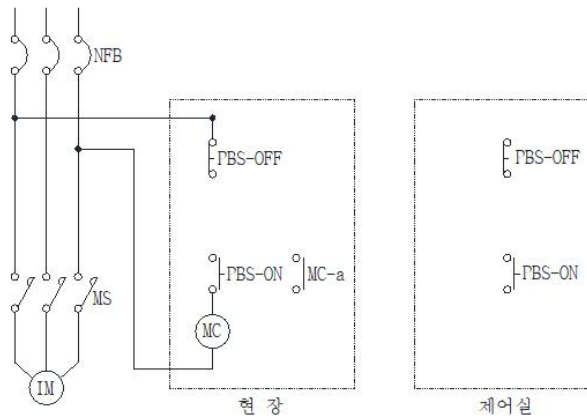 NFB
PBS-OFF
PBS-OFF
PBS-ON
MC-a
PBS-ON
MS
MC
IM
현 장
제어실